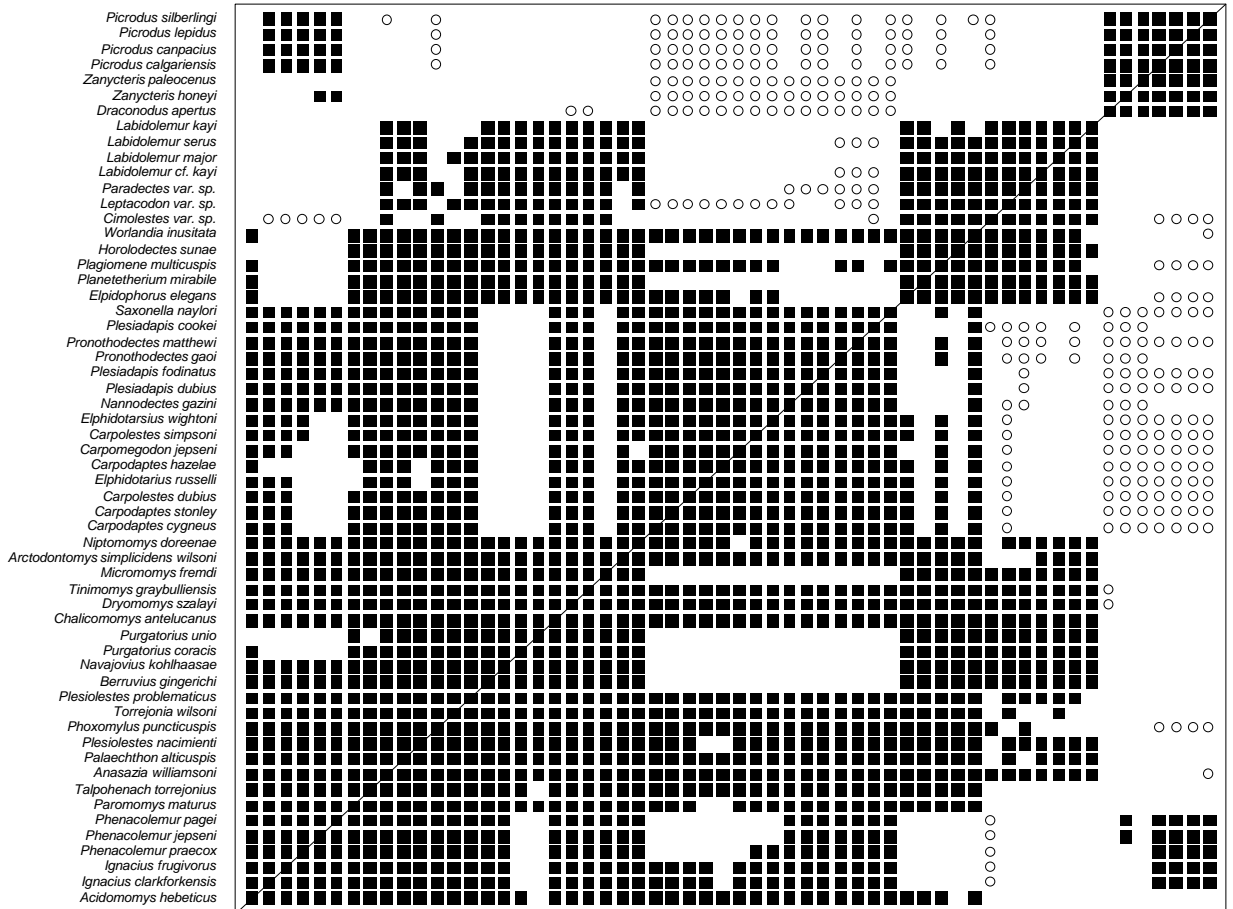 Picrodus silberlingi
Picrodus lepidus
Picrodus canpacius
Picrodus calgariensis
Zanycteris paleocenus
Zanycteris honeyi
Draconodus apertus
Labidolemur kayi
Labidolemur serus
Labidolemur major
Labidolemur cf. kayi
Paradectes var. sp.
Leptacodon var. sp.
Cimolestes var. sp.
Worlandia inusitata
Horolodectes sunae
Plagiomene multicuspis
Planetetherium mirabile
Elpidophorus elegans
Saxonella naylori
Plesiadapis cookei
Pronothodectes matthewi
Pronothodectes gaoi
Plesiadapis fodinatus
Plesiadapis dubius
Nannodectes gazini
Elphidotarsius wightoni
Carpolestes simpsoni
Carpomegodon jepseni
Carpodaptes hazelae
Elphidotarius russelli
Carpolestes dubius
Carpodaptes stonley
Carpodaptes cygneus
Niptomomys doreenae
Arctodontomys simplicidens wilsoni
Micromomys fremdi
Tinimomys graybulliensis
Dryomomys szalayi
Chalicomomys antelucanus
Purgatorius unio
Purgatorius coracis
Navajovius kohlhaasae
Berruvius gingerichi
Plesiolestes problematicus
Torrejonia wilsoni
Phoxomylus puncticuspis
Plesiolestes nacimienti
Palaechthon alticuspis
Anasazia williamsoni
Talpohenach torrejonius
Paromomys maturus
Phenacolemur pagei
Phenacolemur jepseni
Phenacolemur praecox
Ignacius frugivorus
Ignacius clarkforkensis
Acidomomys hebeticus